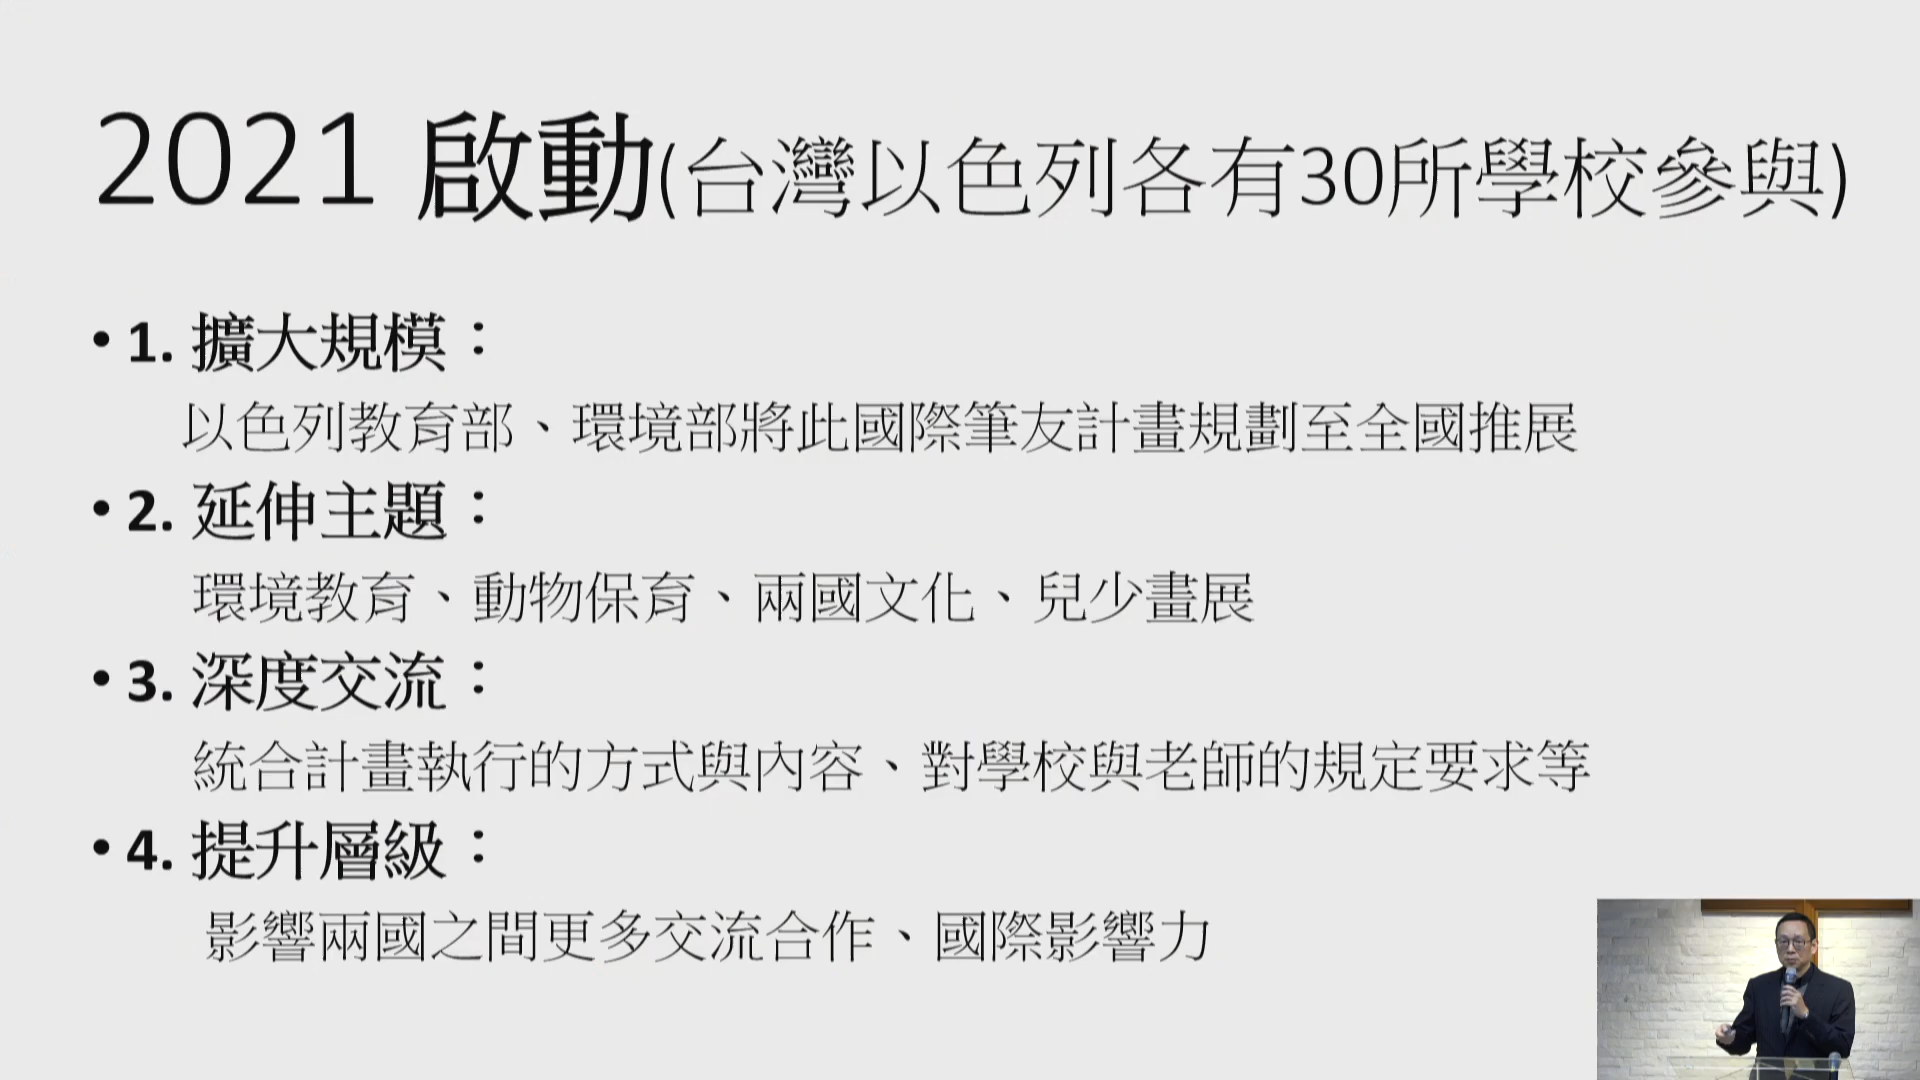 2021 啟動(台灣以色列各有30所學校參與)
• 1. 擴大規模：
以色列教育部、環境部將此國際筆友計畫規劃至全國推展
• 2. 延伸主題：
環境教育、動物保育、兩國文化、兒少畫展
• 3. 深度交流：
統合計畫執行的方式與內容、對學校與老師的規定要求等
• 4. 提升層級：
影響兩國之間更多交流合作、國際影響力